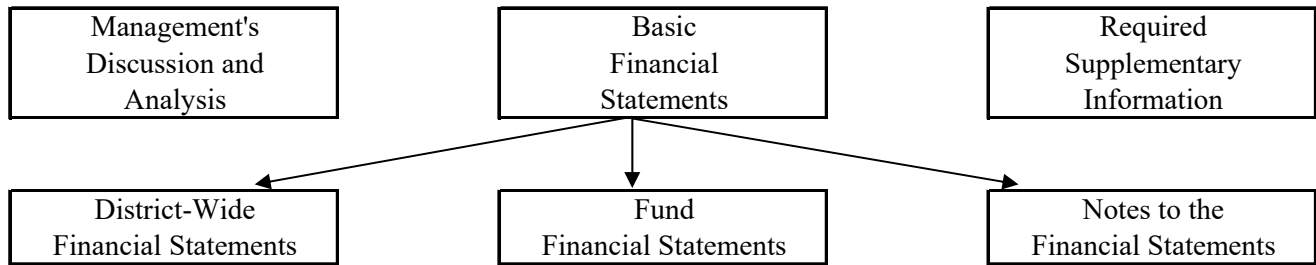 Management's
Discussion and
Analysis
Basic
Financial
Statements
Required
Supplementary
Information
District-Wide
Financial Statements
Fund
Financial Statements
Notes to the
Financial Statements